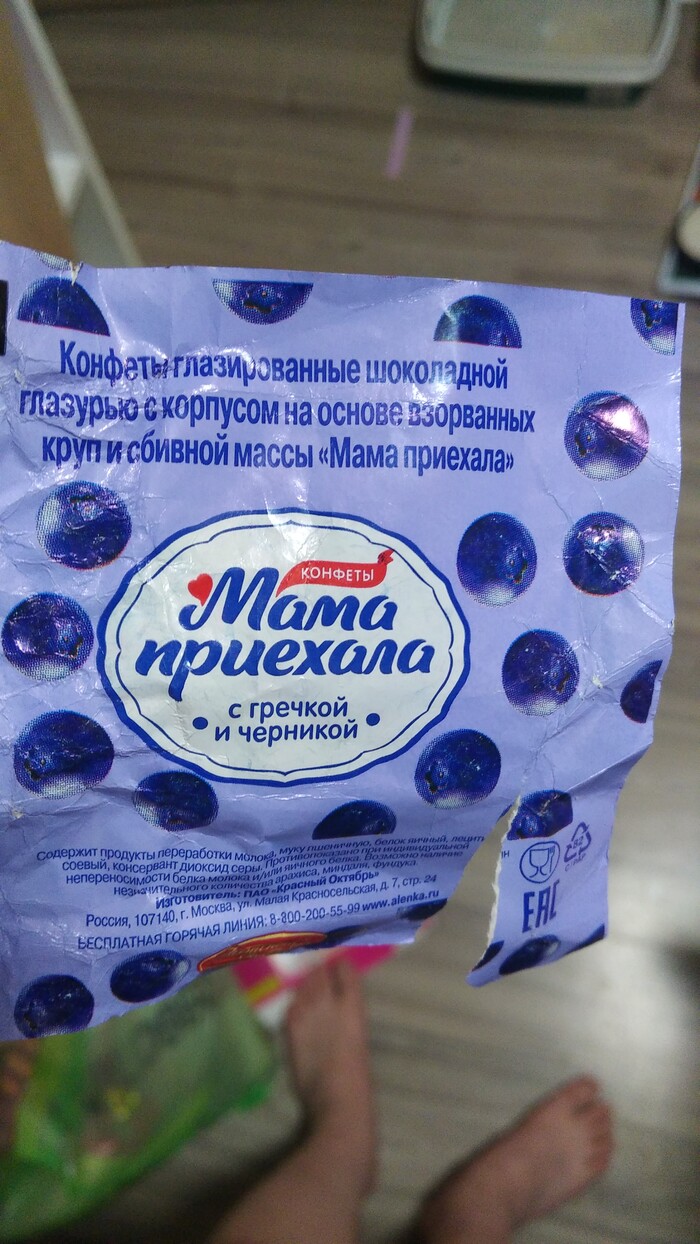 Конфеты глазированные шоколадной
глазурью с корпусом на основе взорванных
круп и сбивной массы «Мама приехала»
КОНФЕТЫ
Мама
приехала
с гречкой
• и черникой •
Содержит продукты переработки молока, муку пшеничную, белок яичный, лецитин
соевый, консервант диоксид серы. Противопоказано при индивидуальной
непереносимости белка молока и/или яичного белка. Возможно наличие
незначительного количества арахиса, миндаля, фундука.
Изготовитель: ПАО «Красный Октябрь»
Россия, 107140, г. Москва, ул. Малая Красносельская, д. 7, стр. 24
БЕСПЛАТНАЯ ГОРЯЧАЯ ЛИНИЯ: 8-800-200-55-99 www.alenka.ru
82
EAC